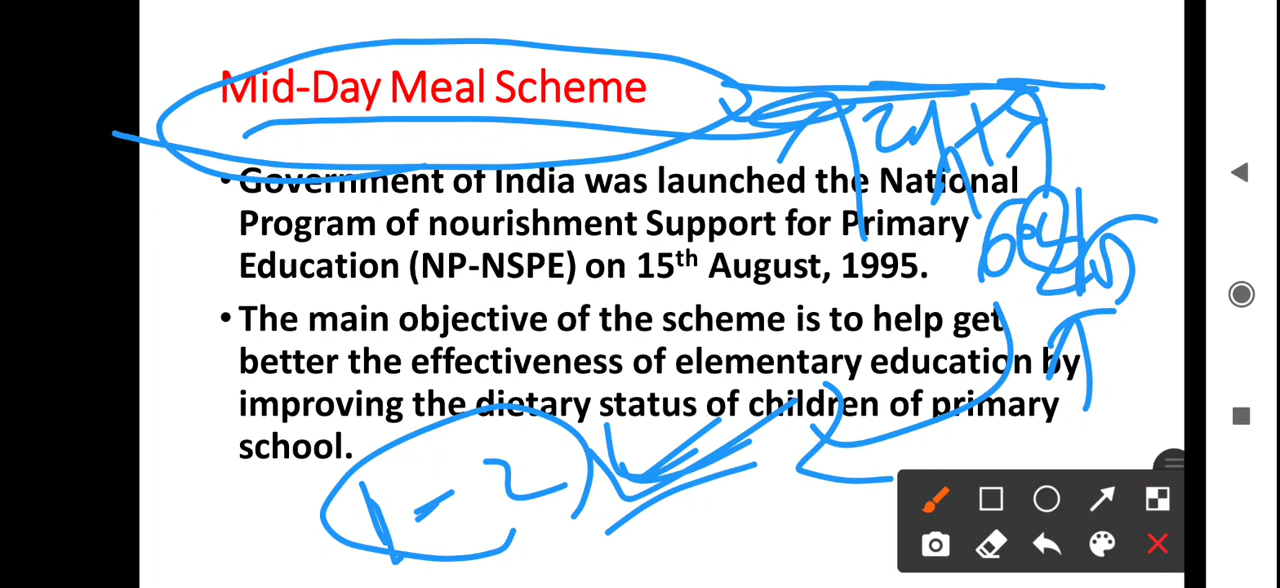 Mid-Day Meal Scheme
• Government of India was launched the National
Program of nourishment Support for Primary
Education (NP-NSPE) on 15th August, 1995.
• The main objective of the scheme is to help get
better the effectiveness of elementary education by
improving the dietary status of children of primary
school.
1-2